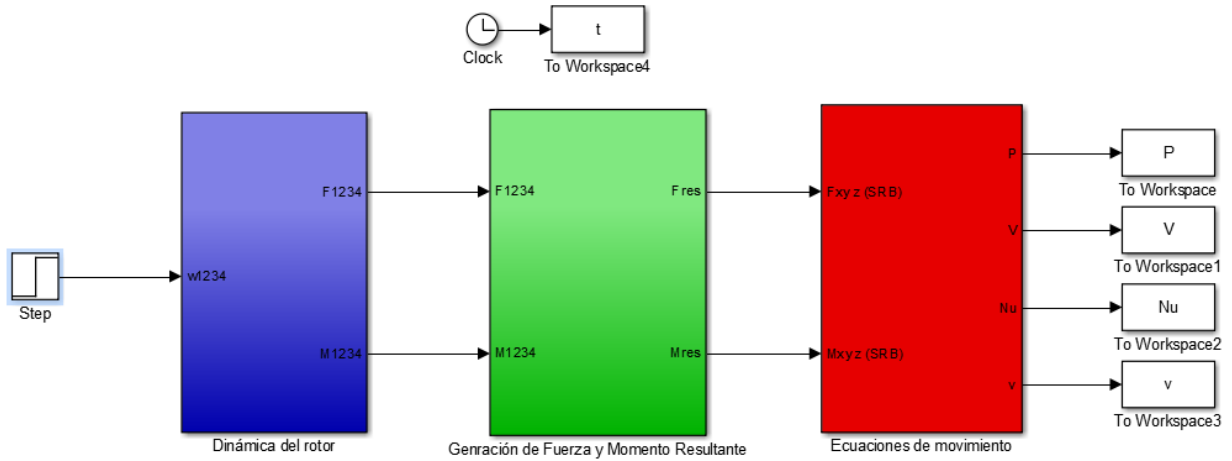 t
Clock
To Workspace4
F1234
w1234
M1234
Step
Dinámica del rotor
F1234
Fres
M1234
Mres
Genración de Fuerza y Momento Resultante
Fxyz (SRB)
Mxyz (SRB)
P
V
Nu
v
Ecuaciones de movimiento
P
To Workspace
V
To Workspace1
Nu
To Workspace2
v
To Workspace3